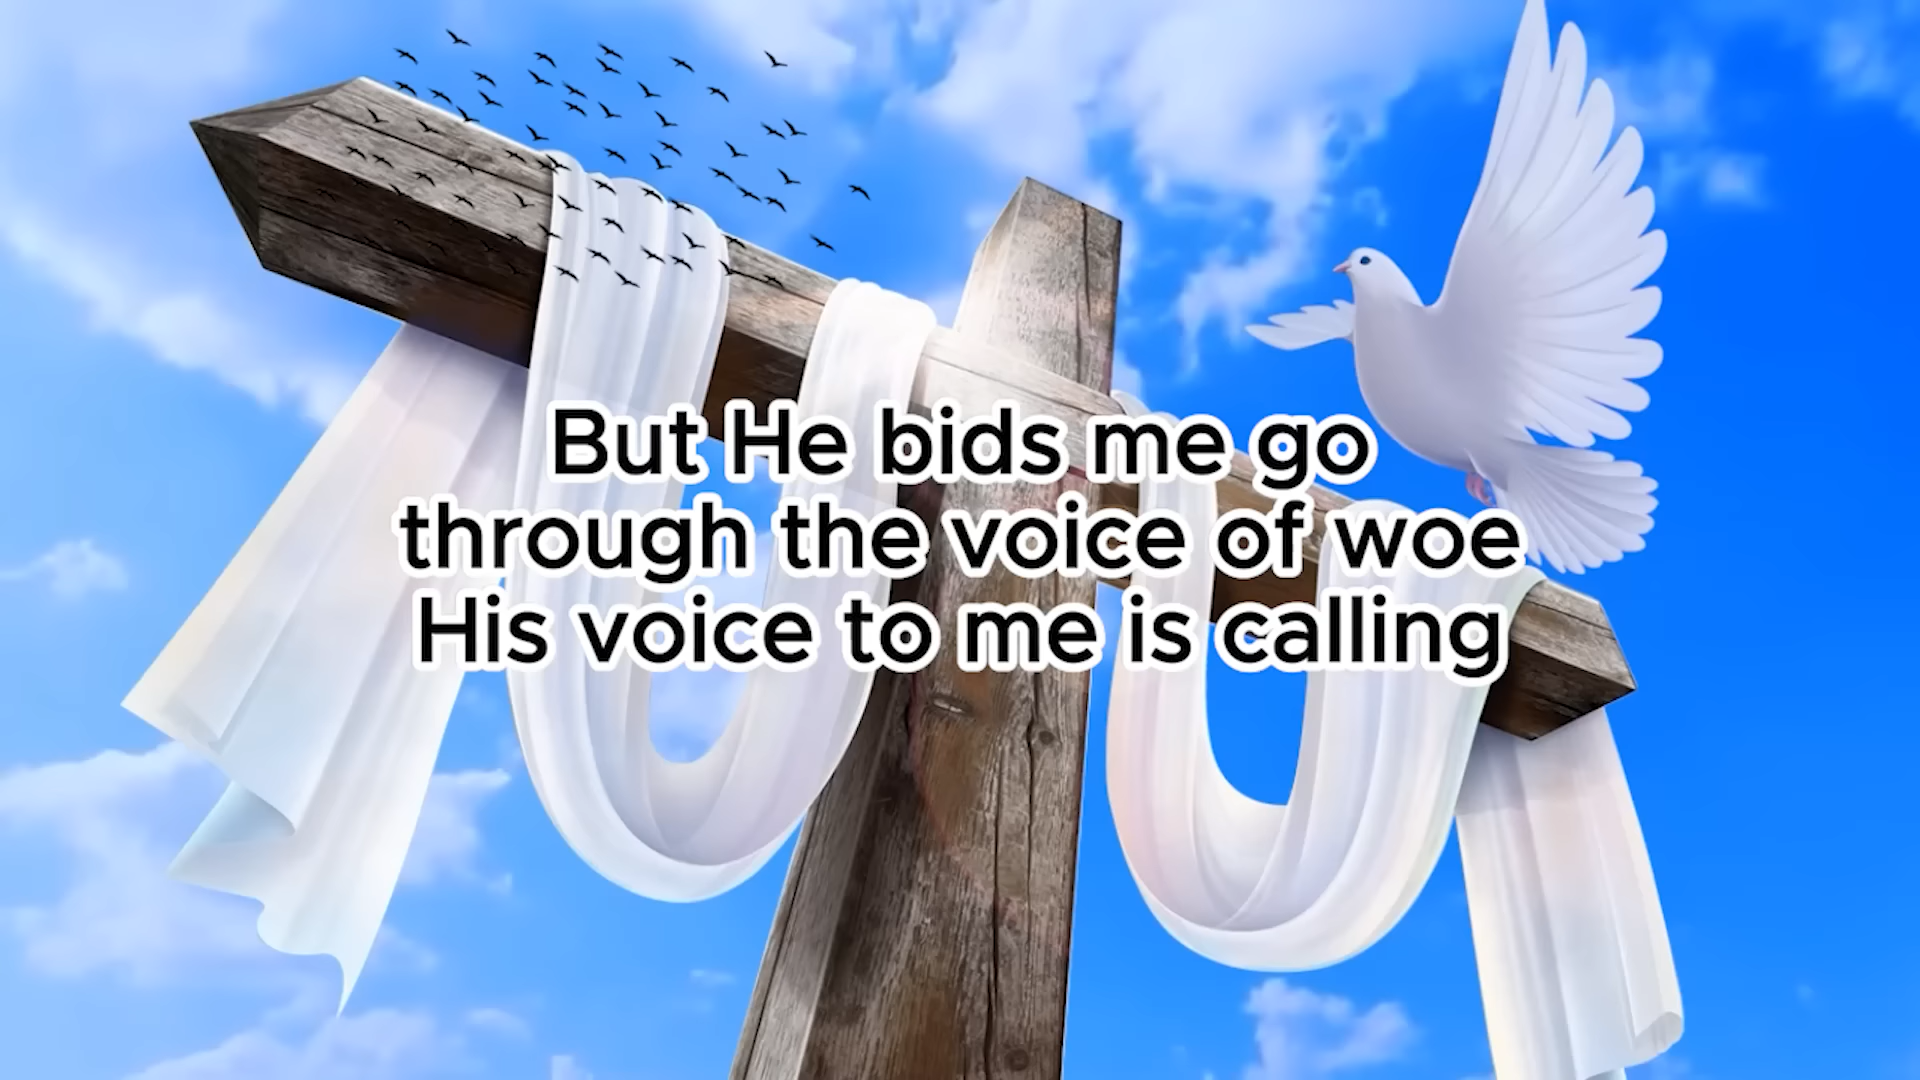 But He bids me go
through the voice of woe
His voice to me is calling